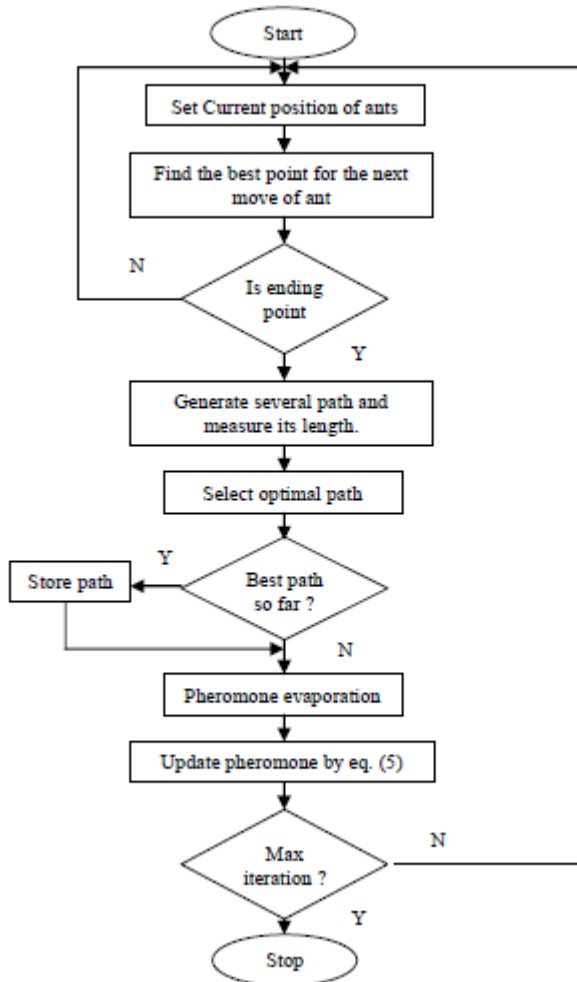 Start
Set Current position of ants
Find the best point for the next
move of ant
N
Is ending
point
Y
Generate several path and
measure its length.
Select optimal path
Y
Store path
Best path
so far ?
N
Pheromone evaporation
Update pheromone by eq. (5)
N
Max
iteration ?
Y
Stop